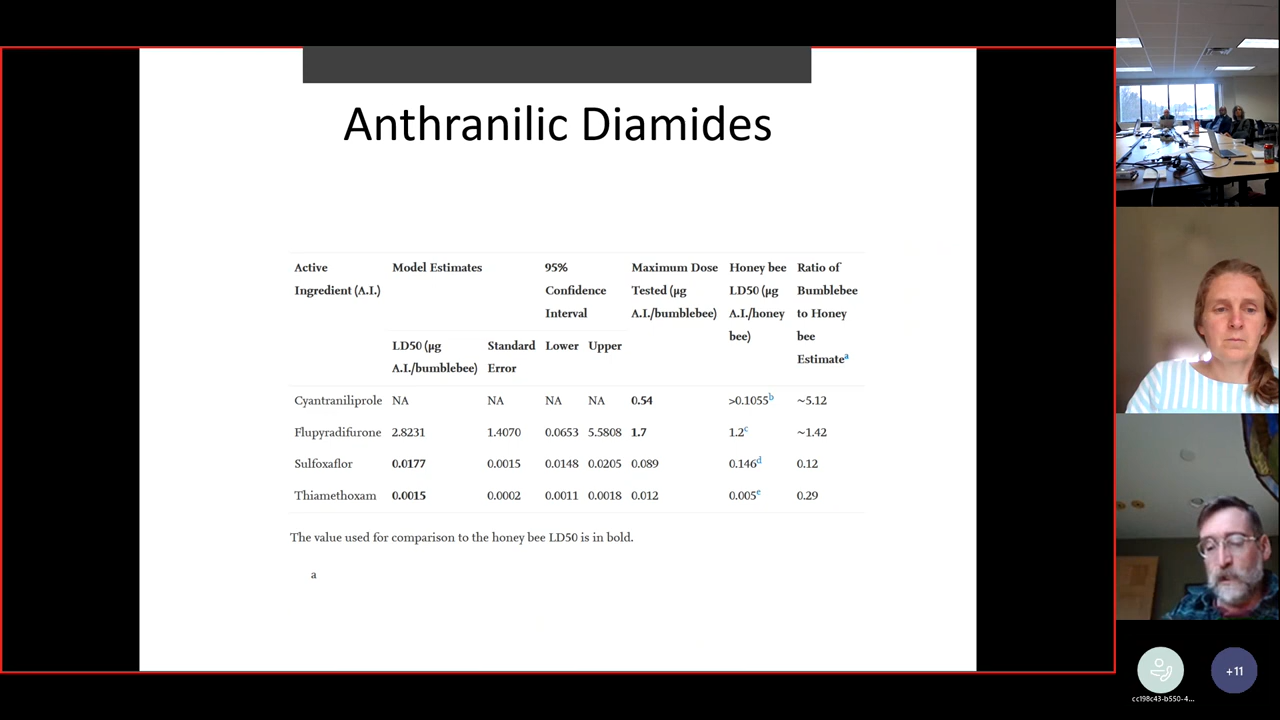 Anthranilic Diamides
Active Ingredient (A.I.) Model Estimates 95% Confidence Interval Maximum Dose Tested (µg A.I./bumblebee) Honey bee LD50 (µg A.I./honey bee) Ratio of Bumblebee to Honey bee Estimateᵃ
LD50 (µg A.I./bumblebee) Standard Error Lower Upper
Cyantraniliprole NA NA NA NA 0.54 >0.1055ᵇ ~5.12
Flupyradifurone 2.8231 1.4070 0.0653 5.5808 1.7 1.2ᶜ ~1.42
Sulfoxaflor 0.0177 0.0015 0.0148 0.0205 0.089 0.146ᵈ 0.12
Thiamethoxam 0.0015 0.0002 0.0011 0.0018 0.012 0.005ᵉ 0.29
The value used for comparison to the honey bee LD50 is in bold.
a
+11
cc198c43-b550-4...